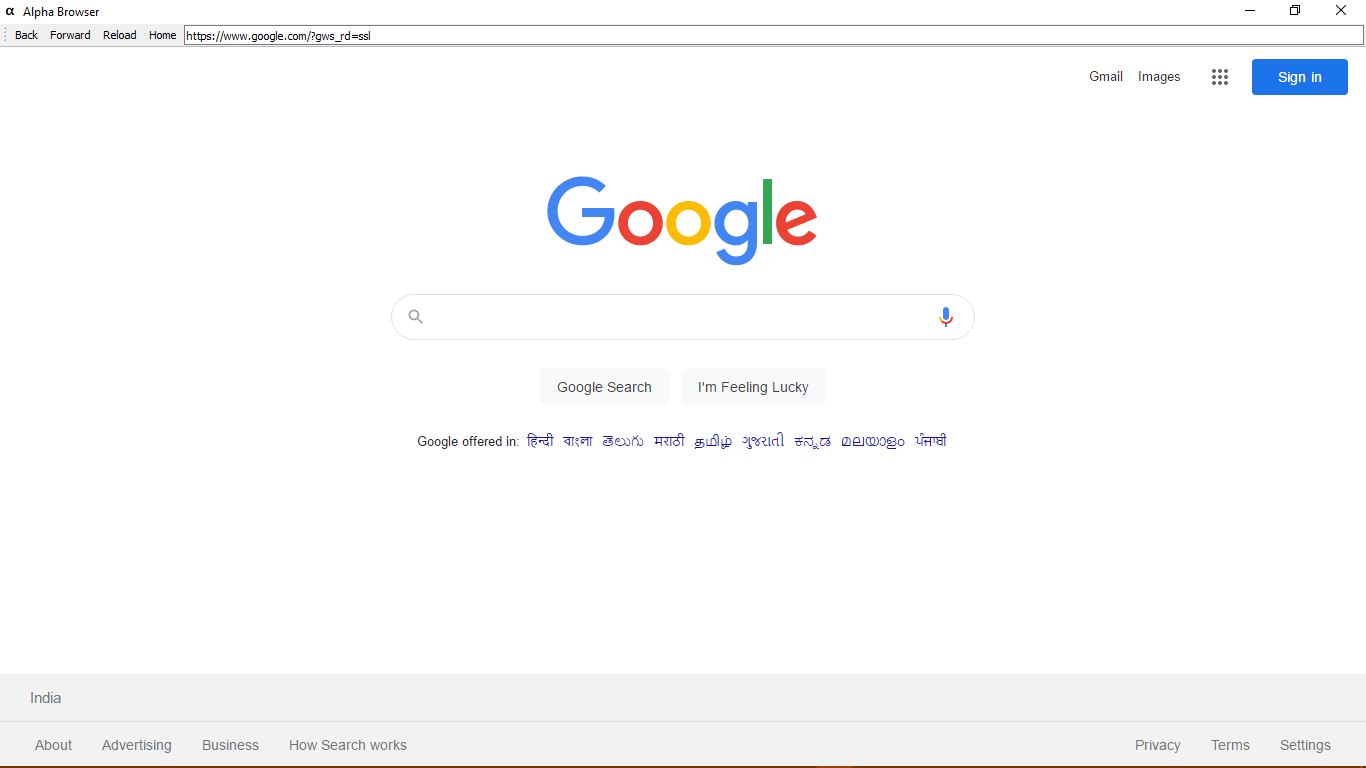 α Alpha Browser
Back Forward Reload Home https://www.google.com/?gws_rd=ssl
Gmail Images Sign in
Google
Google Search I'm Feeling Lucky
Google offered in: हिन्दी বাংলা తెలుగు मराठी தமிழ் ગુજરાતી ಕನ್ನಡ മലയാളം ਪੰਜਾਬੀ
India
About Advertising Business How Search works Privacy Terms Settings